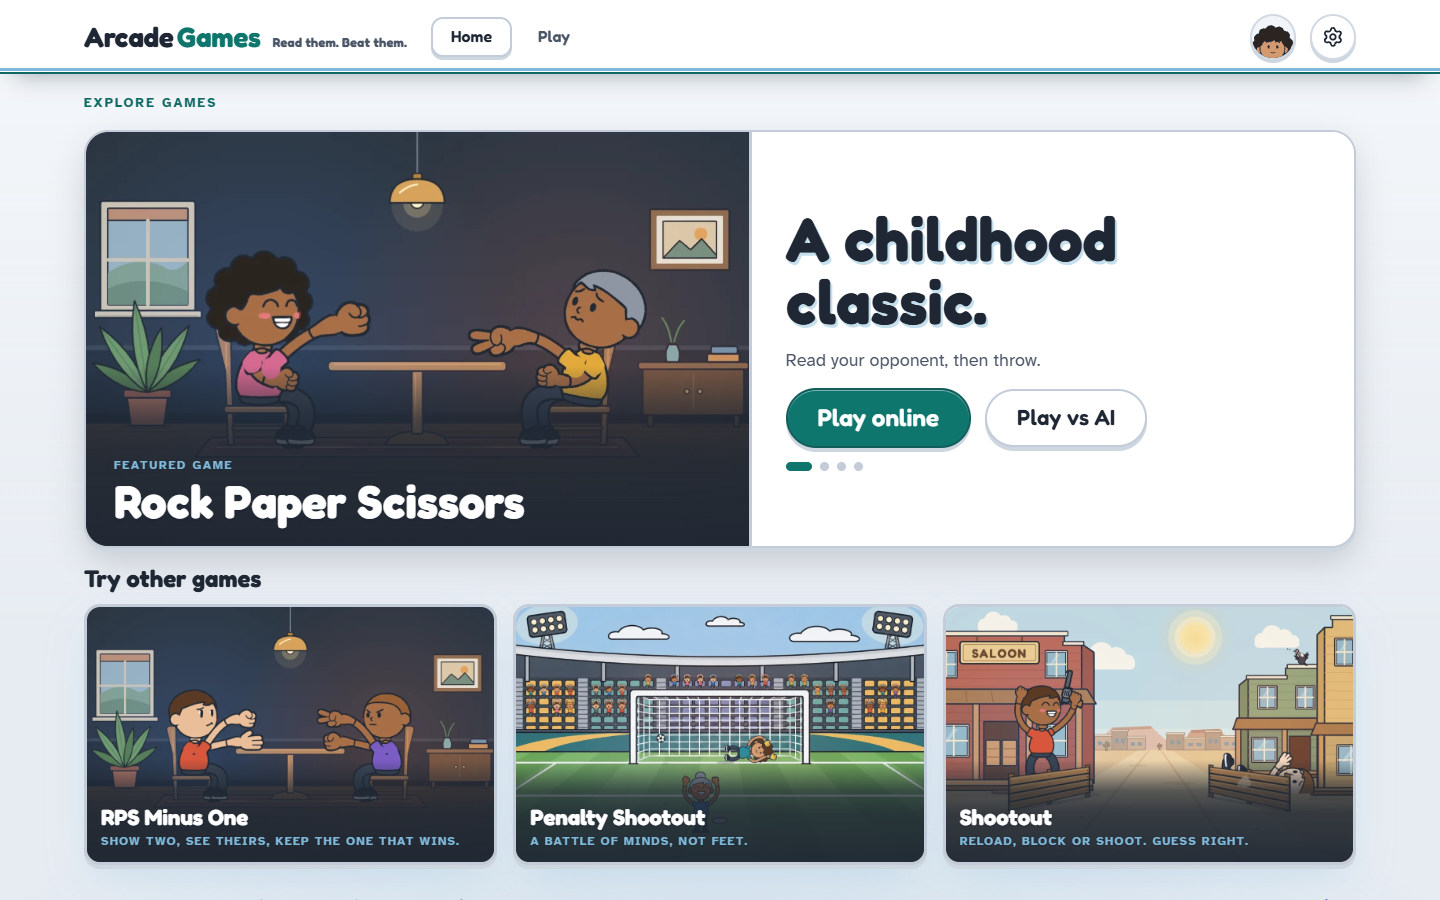 Arcade Games Read them. Beat them. Home Play
EXPLORE GAMES
A childhood
classic.
Read your opponent, then throw.
Play online Play vs AI
FEATURED GAME
Rock Paper Scissors
Try other games
RPS Minus One
SHOW TWO, SEE THEIRS, KEEP THE ONE THAT WINS.
Penalty Shootout
A BATTLE OF MINDS, NOT FEET.
SALOON
Shootout
RELOAD, BLOCK OR SHOOT. GUESS RIGHT.